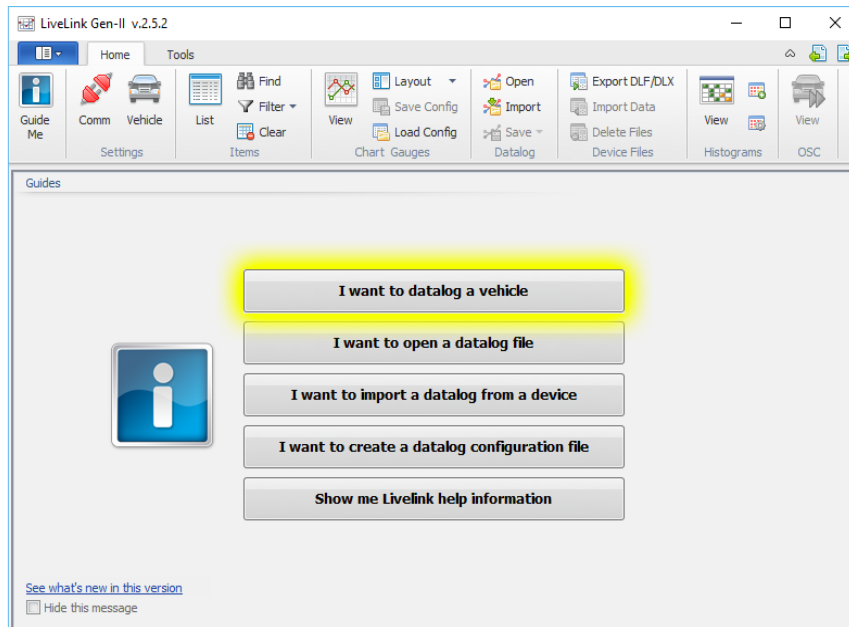 LiveLink Gen-II v.2.5.2
Home Tools
Guide Me
Comm Vehicle
Settings
List
Find
Filter
Clear
Items
View
Layout
Save Config
Load Config
Chart Gauges
Open
Import
Save
Datalog
Export DLF/DLX
Import Data
Delete Files
Device Files
View
Histograms
View
OSC
Guides
I want to datalog a vehicle
I want to open a datalog file
I want to import a datalog from a device
I want to create a datalog configuration file
Show me Livelink help information
See what's new in this version
Hide this message